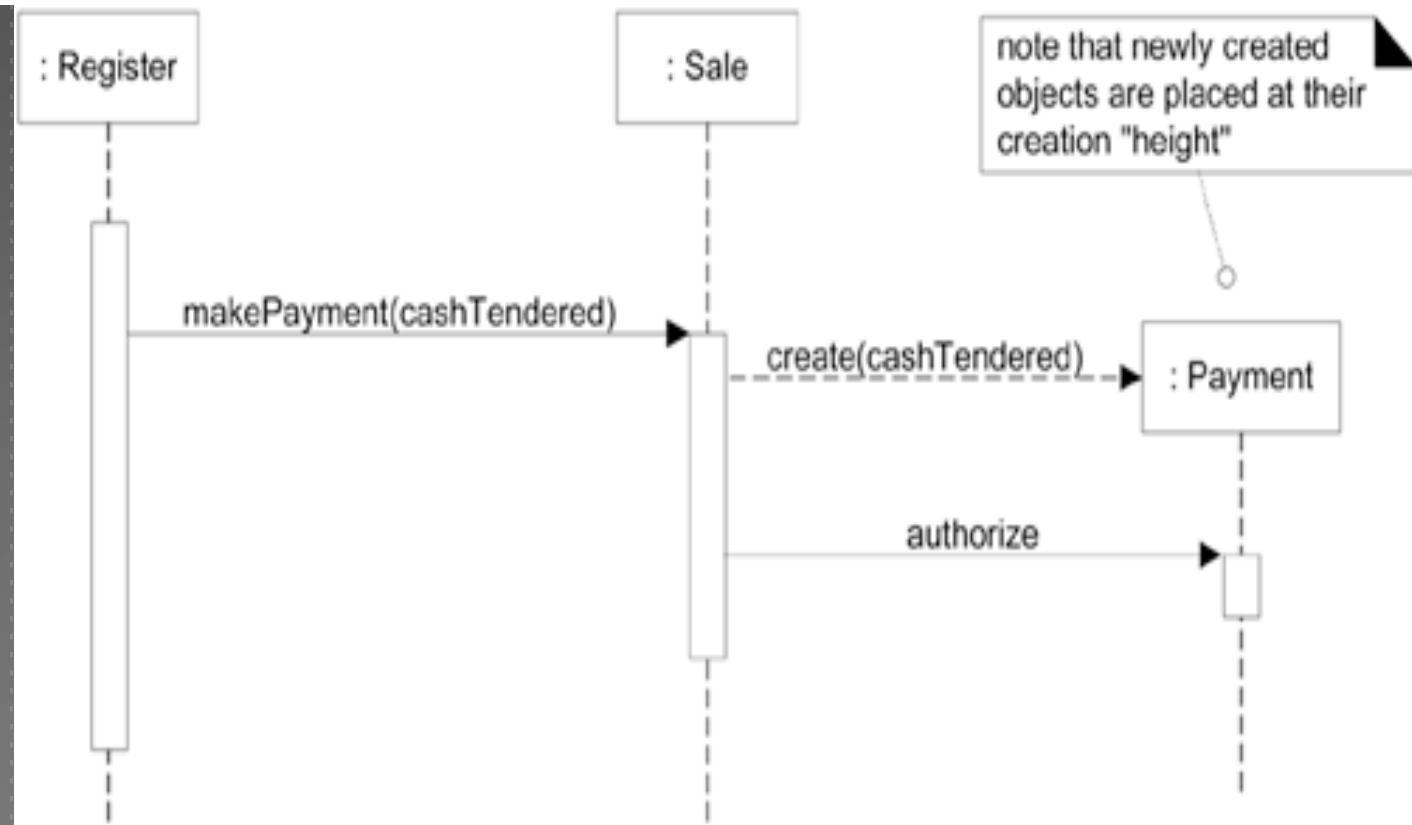 : Register
: Sale
note that newly created
objects are placed at their
creation "height"
makePayment(cashTendered)
create(cashTendered)
: Payment
authorize